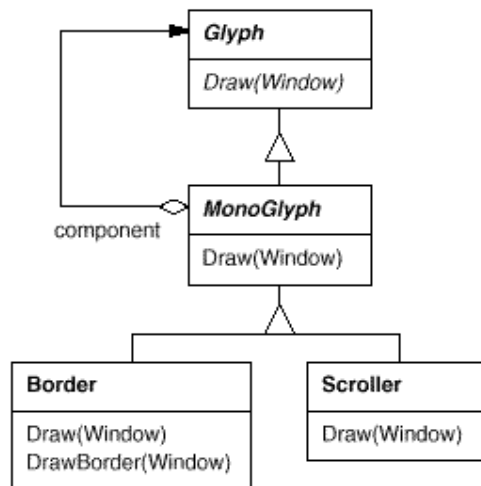 Glyph
Draw(Window)
MonoGlyph
component
Draw(Window)
Border
Draw(Window)
DrawBorder(Window)
Scroller
Draw(Window)